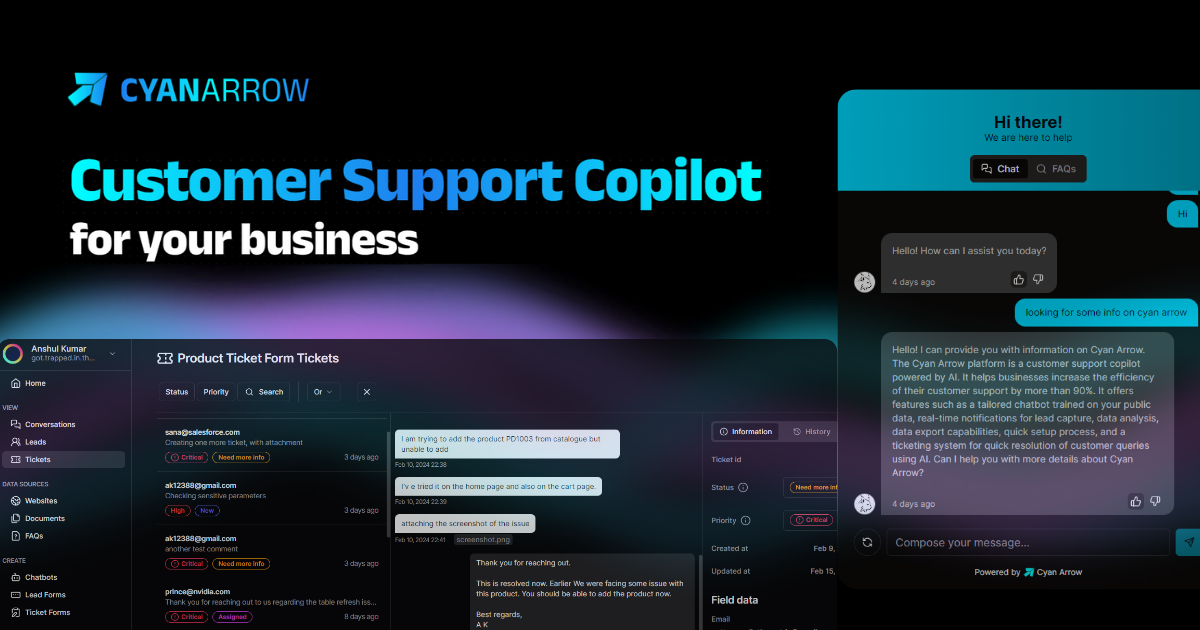 CYANARROW
Customer Support Copilot
for your business
Anshul Kumar
got.trapped.in.th...
Home
VIEW
Conversations
Leads
Tickets
DATA SOURCES
Websites
Documents
FAQs
CREATE
Chatbots
Lead Forms
Ticket Forms
Product Ticket Form Tickets
Status Priority Search Or
sana@salesforce.com
Creating one more ticket, with attachment
Critical Need more info 3 days ago
ak12388@gmail.com
Checking sensitive parameters
High New 3 days ago
ak12388@gmail.com
another test comment
Critical Need more info 3 days ago
prince@nvidia.com
Thank you for reaching out to us regarding the table refresh iss...
Critical Assigned 8 days ago
I am trying to add the product PD1003 from catalogue but
unable to add
Feb 10, 2024 22:38
I'v e tried it on the home page and also on the cart page.
Feb 10, 2024 22:39
attaching the screenshot of the issue
Feb 10, 2024 22:41 screenshot.png
Thank you for reaching out.
This is resolved now. Earlier We were facing some issue with
this product. You should be able to add the product now.
Best regards,
A K
Information History
Ticket id
Status Need more inf
Priority Critical
Created at Feb 9,
Updated at Feb 15,
Field data
Email
Hi there!
We are here to help
Chat FAQs
Hi
Hello! How can I assist you today?
4 days ago
looking for some info on cyan arrow
Hello! I can provide you with information on Cyan Arrow.
The Cyan Arrow platform is a customer support copilot
powered by AI. It helps businesses increase the efficiency
of their customer support by more than 90%. It offers
features such as a tailored chatbot trained on your public
data, real-time notifications for lead capture, data analysis,
data export capabilities, quick setup process, and a
ticketing system for quick resolution of customer queries
using AI. Can I help you with more details about Cyan
Arrow?
4 days ago
Compose your message...
Powered by Cyan Arrow